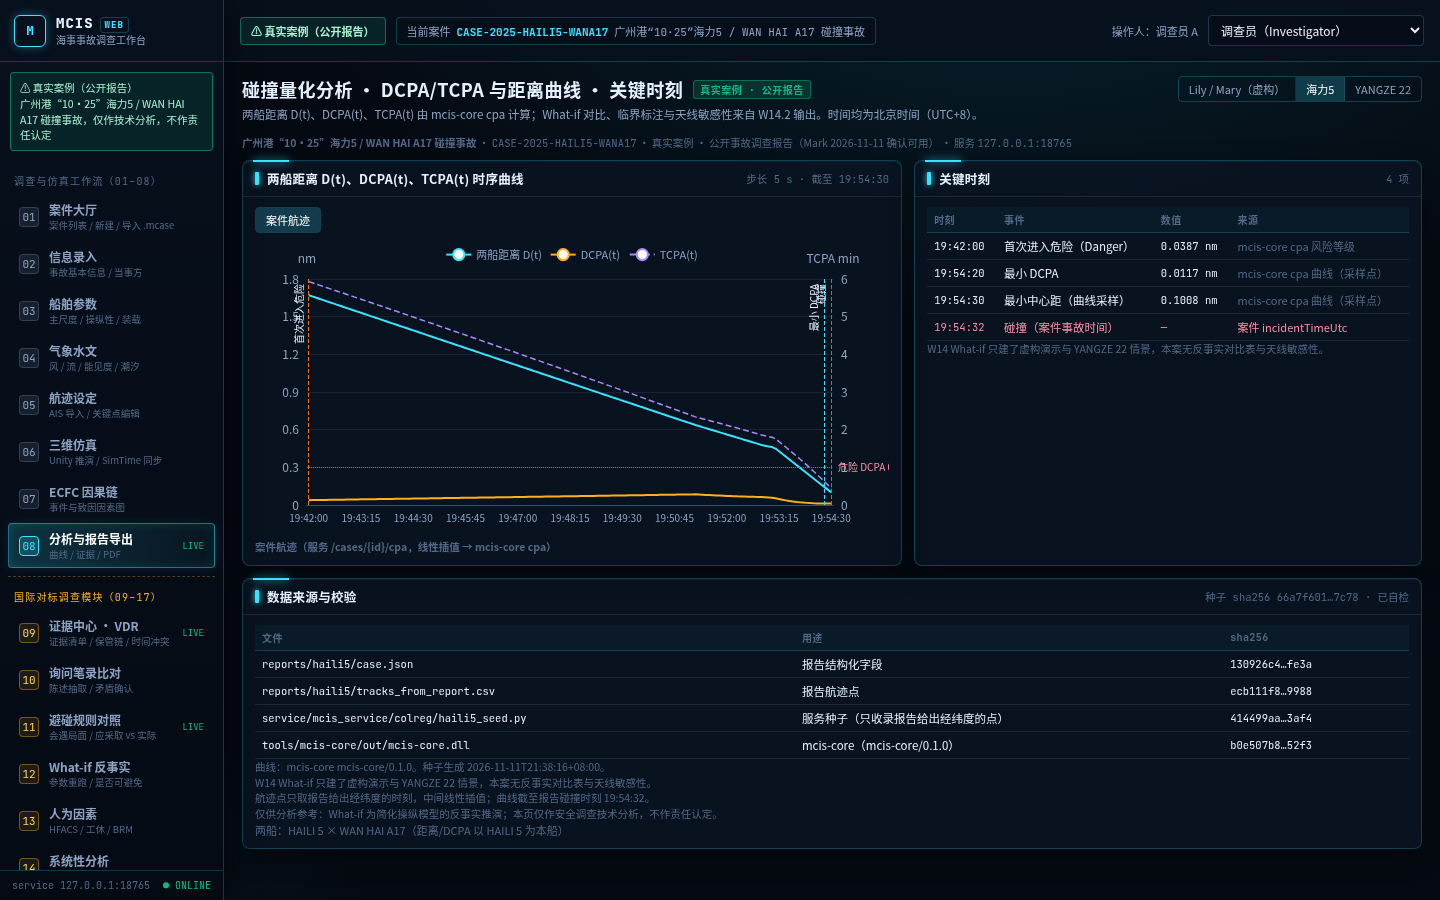 M
MCIS WEB
海事事故调查工作台
⚠ 真实案例（公开报告）
广州港“10·25”海力5 / WAN HAI A17 碰撞事故，仅作技术分析，不作责任认定
调查与仿真工作流（01–08）
01 案件大厅
案件列表 / 新建 / 导入 .mcase
02 信息录入
事故基本信息 / 当事方
03 船舶参数
主尺度 / 操纵性 / 装载
04 气象水文
风 / 流 / 能见度 / 潮汐
05 航迹设定
AIS 导入 / 关键点编辑
06 三维仿真
Unity 推演 / SimTime 同步
07 ECFC 因果链
事件与致因因素图
08 分析与报告导出 LIVE
曲线 / 证据 / PDF
国际对标调查模块（09–17）
09 证据中心 · VDR LIVE
证据清单 / 保管链 / 时间冲突
10 询问笔录比对
陈述抽取 / 矛盾确认
11 避碰规则对照 LIVE
会遇局面 / 应采取 vs 实际
12 What-if 反事实
参数重跑 / 是否可避免
13 人为因素
HFACS / 工休 / BRM
14 系统性分析
service 127.0.0.1:18765 ● ONLINE
⚠ 真实案例（公开报告）
当前案件 CASE-2025-HAILI5-WANA17 广州港“10·25”海力5 / WAN HAI A17 碰撞事故
操作人：调查员 A
调查员（Investigator）
碰撞量化分析 · DCPA/TCPA 与距离曲线 · 关键时刻 真实案例 · 公开报告
Lily / Mary（虚构） 海力5 YANGZE 22
两船距离 D(t)、DCPA(t)、TCPA(t) 由 mcis-core cpa 计算；What-if 对比、临界标注与天线敏感性来自 W14.2 输出。时间均为北京时间（UTC+8）。
广州港“10·25”海力5 / WAN HAI A17 碰撞事故 · CASE-2025-HAILI5-WANA17 · 真实案例 · 公开事故调查报告（Mark 2026-11-11 确认可用） · 服务 127.0.0.1:18765
两船距离 D(t)、DCPA(t)、TCPA(t) 时序曲线 步长 5 s · 截至 19:54:30
案件航迹
两船距离 D(t) DCPA(t) TCPA(t)
nm TCPA min
1.8 6
1.5 5
1.2 4
0.9 3
0.6 2
0.3 1
0 0
首次进入危险
最小 DCPA
碰撞
危险 DCPA
19:42:00 19:43:15 19:44:30 19:45:45 19:47:00 19:48:15 19:49:30 19:50:45 19:52:00 19:53:15 19:54:30
案件航迹（服务 /cases/{id}/cpa，线性插值 → mcis-core cpa）
关键时刻 4 项
时刻 事件 数值 来源
19:42:00 首次进入危险（Danger） 0.0387 nm mcis-core cpa 风险等级
19:54:20 最小 DCPA 0.0117 nm mcis-core cpa 曲线（采样点）
19:54:30 最小中心距（曲线采样） 0.1008 nm mcis-core cpa 曲线（采样点）
19:54:32 碰撞（案件事故时间） — 案件 incidentTimeUtc
W14 What-if 只建了虚构演示与 YANGZE 22 情景，本案无反事实对比表与天线敏感性。
数据来源与校验 种子 sha256 66a7f601…7c78 · 已自检
文件 用途 sha256
reports/haili5/case.json 报告结构化字段 130926c4…fe3a
reports/haili5/tracks_from_report.csv 报告航迹点 ecb111f8…9988
service/mcis_service/colreg/haili5_seed.py 服务种子（只收录报告给出经纬度的点） 414499aa…3af4
tools/mcis-core/out/mcis-core.dll mcis-core（mcis-core/0.1.0） b0e507b8…52f3
曲线：mcis-core mcis-core/0.1.0。种子生成 2026-11-11T21:38:16+08:00。
W14 What-if 只建了虚构演示与 YANGZE 22 情景，本案无反事实对比表与天线敏感性。
航迹点只取报告给出经纬度的时刻，中间线性插值；曲线截至报告碰撞时刻 19:54:32。
仅供分析参考：What-if 为简化操纵模型的反事实推演；本页仅作安全调查技术分析，不作责任认定。
两船：HAILI 5 × WAN HAI A17（距离/DCPA 以 HAILI 5 为本船）